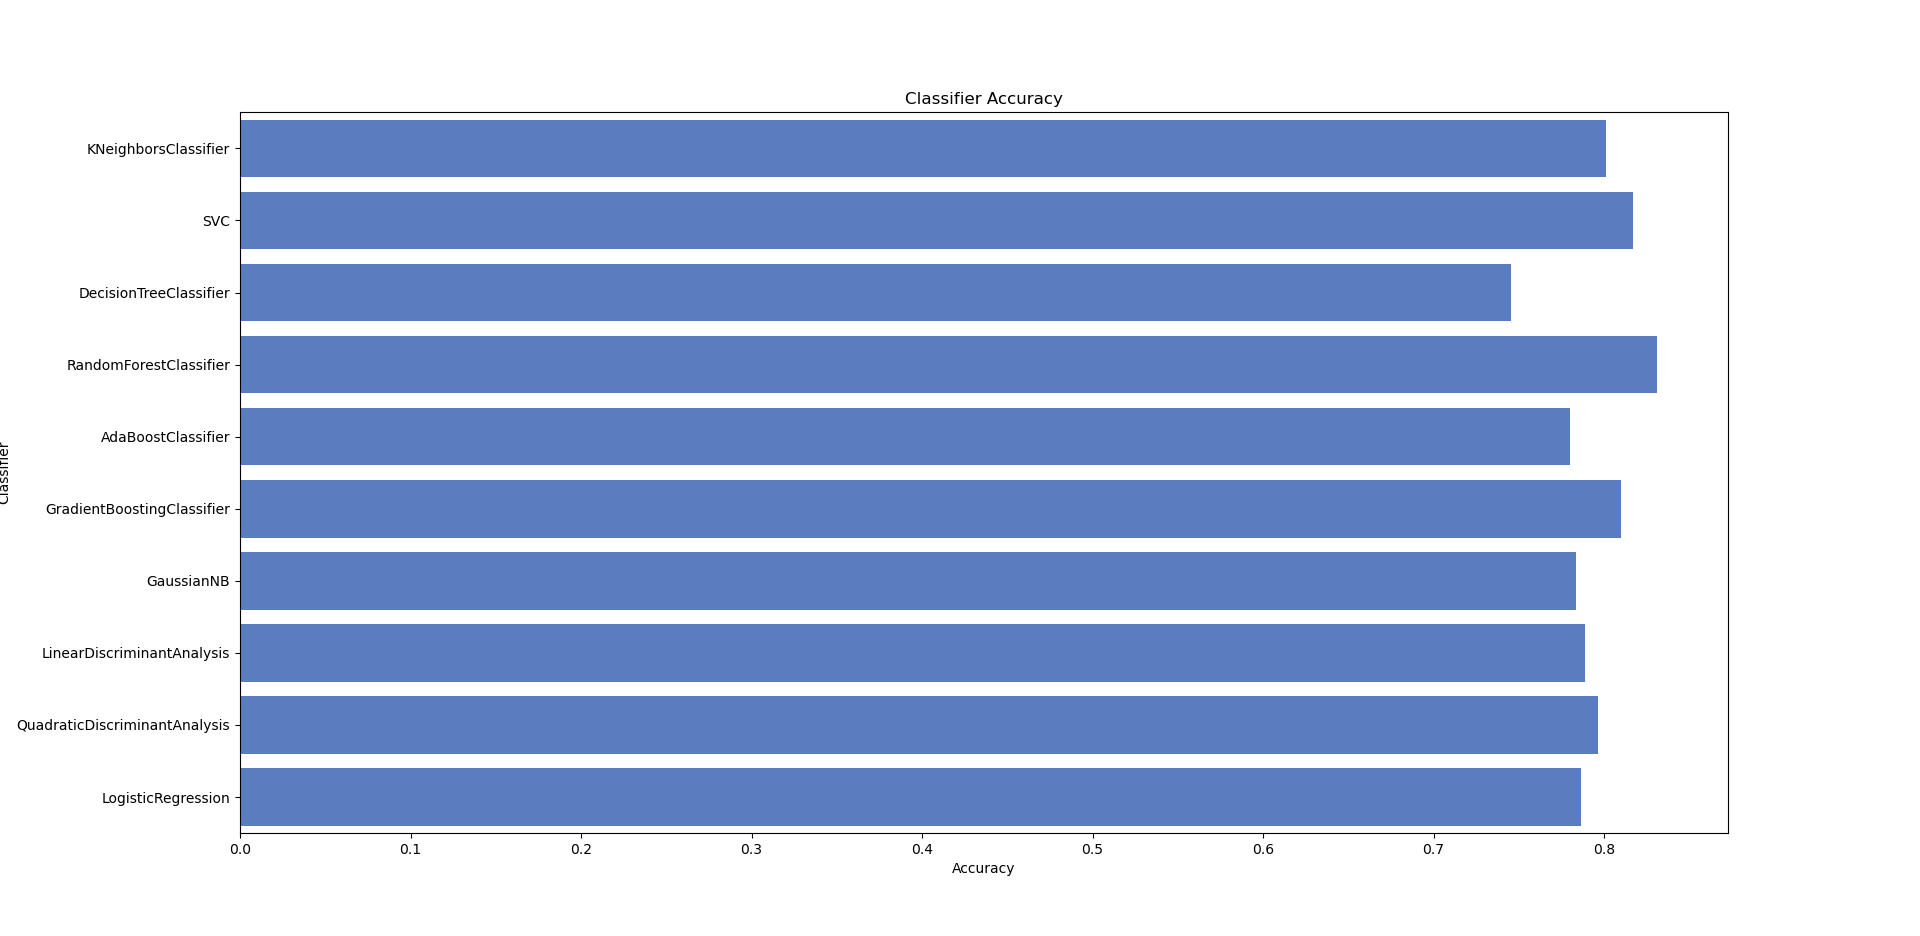 Classifier Accuracy
KNeighborsClassifier
SVC
DecisionTreeClassifier
RandomForestClassifier
AdaBoostClassifier
Classifier
GradientBoostingClassifier
GaussianNB
LinearDiscriminantAnalysis
QuadraticDiscriminantAnalysis
LogisticRegression
0.0 0.1 0.2 0.3 0.4 0.5 0.6 0.7 0.8
Accuracy